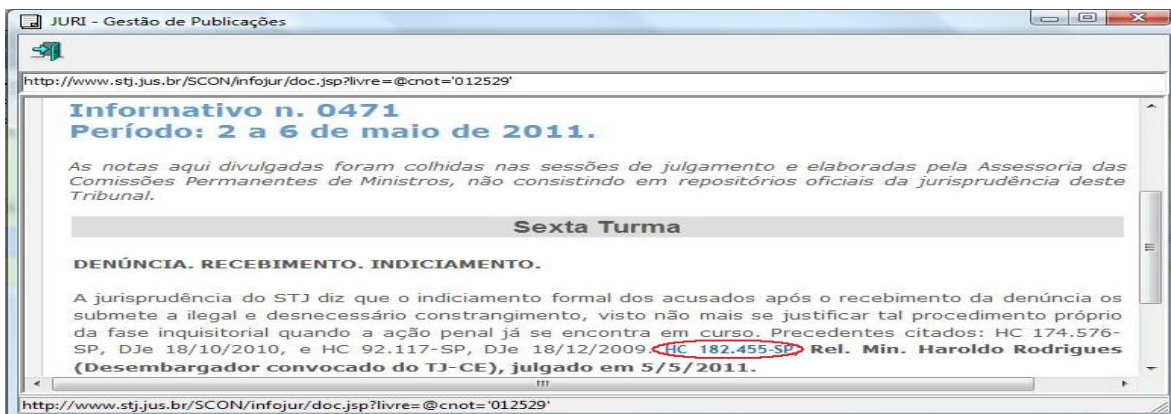 JURI - Gestão de Publicações
http://www.stj.jus.br/SCON/infojur/doc.jsp?livre=@cnot='012529'
Informativo n. 0471
Período: 2 a 6 de maio de 2011.
As notas aqui divulgadas foram colhidas nas sessões de julgamento e elaboradas pela Assessoria das
Comissões Permanentes de Ministros, não consistindo em repositórios oficiais da jurisprudência deste
Tribunal.
Sexta Turma
DENÚNCIA. RECEBIMENTO. INDICIAMENTO.
A jurisprudência do STJ diz que o indiciamento formal dos acusados após o recebimento da denúncia os
submete a ilegal e desnecessário constrangimento, visto não mais se justificar tal procedimento próprio
da fase inquisitorial quando a ação penal já se encontra em curso. Precedentes citados: HC 174.576-
SP, DJe 18/10/2010, e HC 92.117-SP, DJe 18/12/2009. HC 182.455-SP, Rel. Min. Haroldo Rodrigues
(Desembargador convocado do TJ-CE), julgado em 5/5/2011.
http://www.stj.jus.br/SCON/infojur/doc.jsp?livre=@cnot='012529'